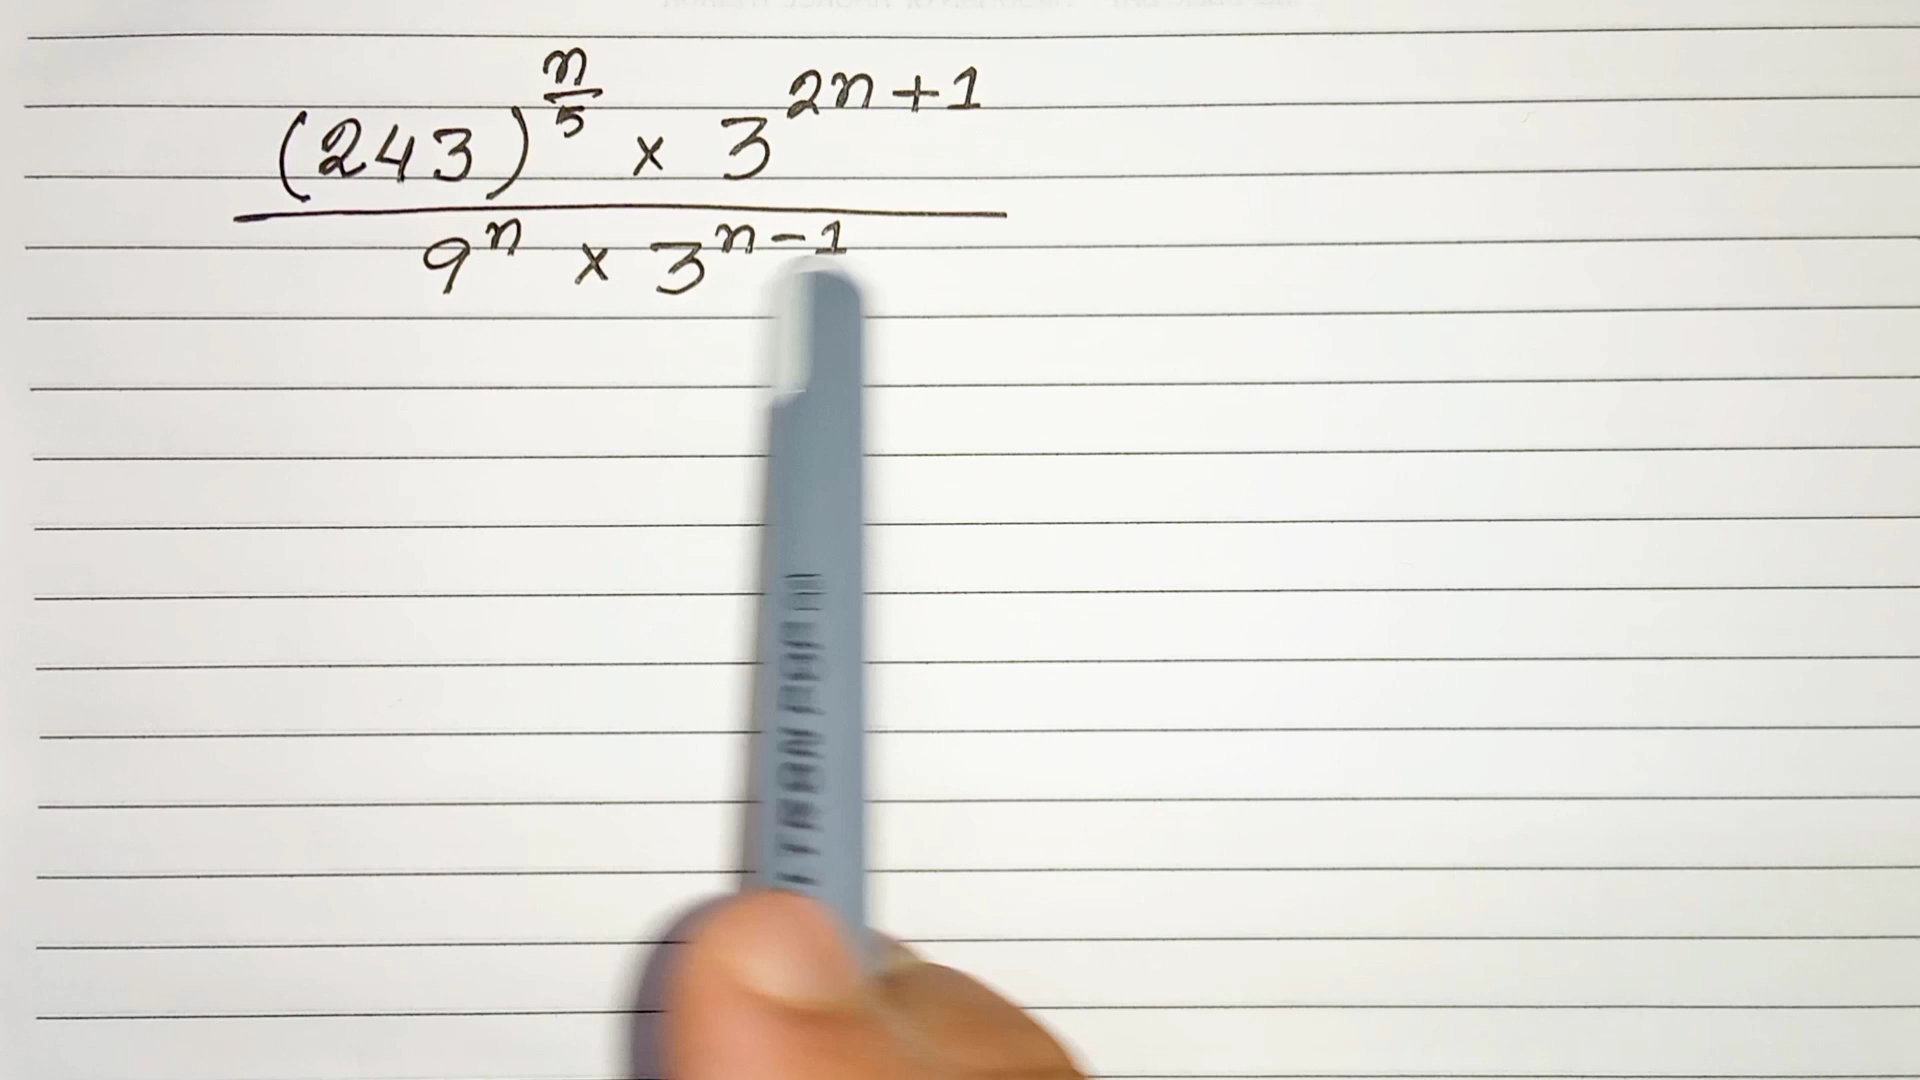 (243)^(n/5) × 3^(2n+1)
9^n × 3^(n-1)